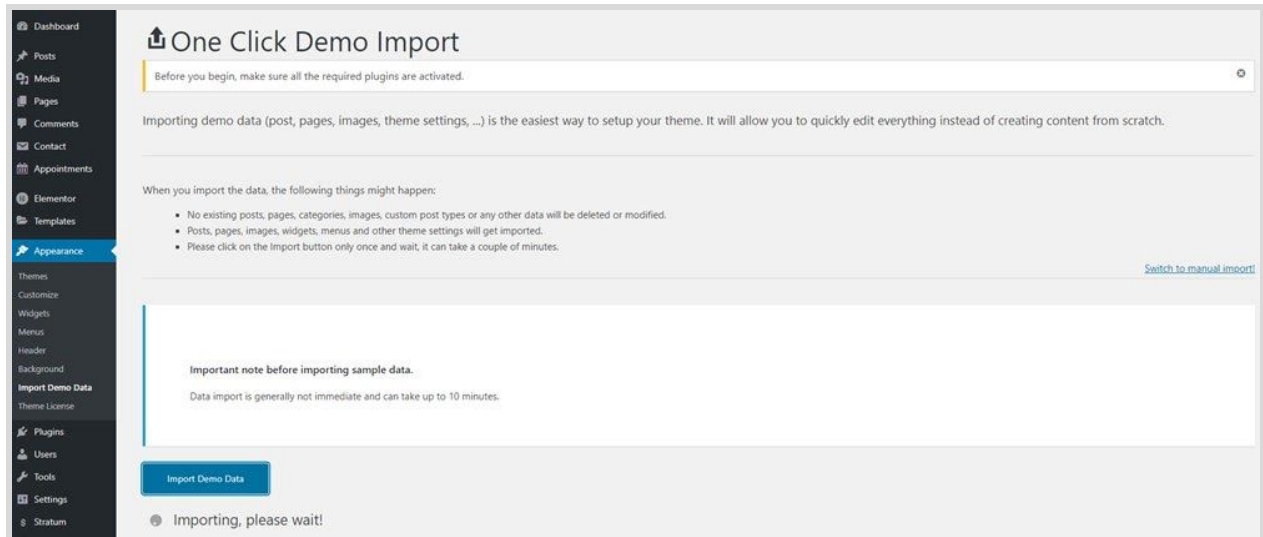 Dashboard
Posts
Media
Pages
Comments
Contact
Appointments
Elementor
Templates
Appearance
Themes
Customize
Widgets
Menus
Header
Background
Import Demo Data
Theme License
Plugins
Users
Tools
Settings
Stratum
One Click Demo Import
Before you begin, make sure all the required plugins are activated.
Importing demo data (post, pages, images, theme settings, ...) is the easiest way to setup your theme. It will allow you to quickly edit everything instead of creating content from scratch.
When you import the data, the following things might happen:
• No existing posts, pages, categories, images, custom post types or any other data will be deleted or modified.
• Posts, pages, images, widgets, menus and other theme settings will get imported.
• Please click on the Import button only once and wait, it can take a couple of minutes.
Switch to manual import!
Important note before importing sample data.
Data import is generally not immediate and can take up to 10 minutes.
Import Demo Data
Importing, please wait!